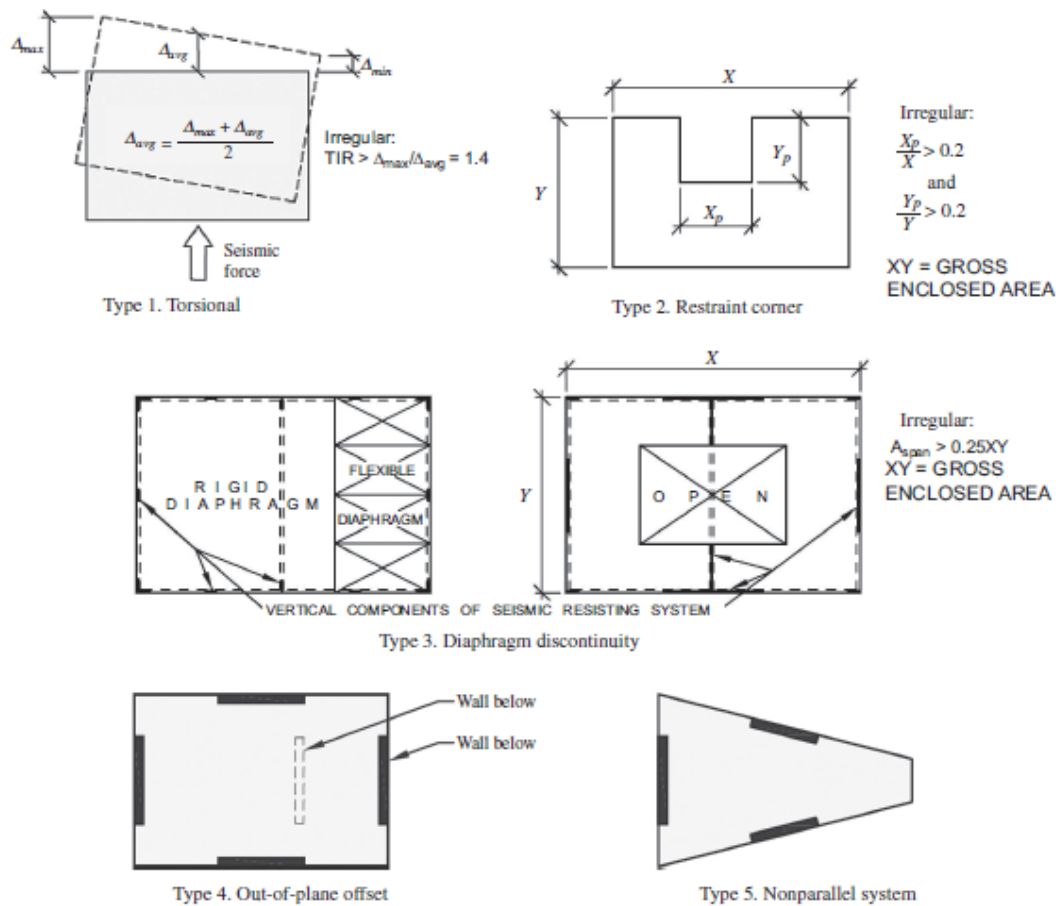 Δmax
Δavg
Δmin
Δavg = Δmax + Δavg
2
Irregular:
TIR > Δmax/Δavg = 1.4
Seismic
force
Type 1. Torsional
X
Y
Yp
Xp
Irregular:
Xp
X
> 0.2
and
Yp
Y
> 0.2
XY = GROSS
ENCLOSED AREA
Type 2. Restraint corner
RIGID
DIAPHRAGM
FLEXIBLE
DIAPHRAGM
X
Y
OPEN
Irregular:
Aspan > 0.25XY
XY = GROSS
ENCLOSED AREA
VERTICAL COMPONENTS OF SEISMIC RESISTING SYSTEM
Type 3. Diaphragm discontinuity
Wall below
Wall below
Type 4. Out-of-plane offset
Type 5. Nonparallel system